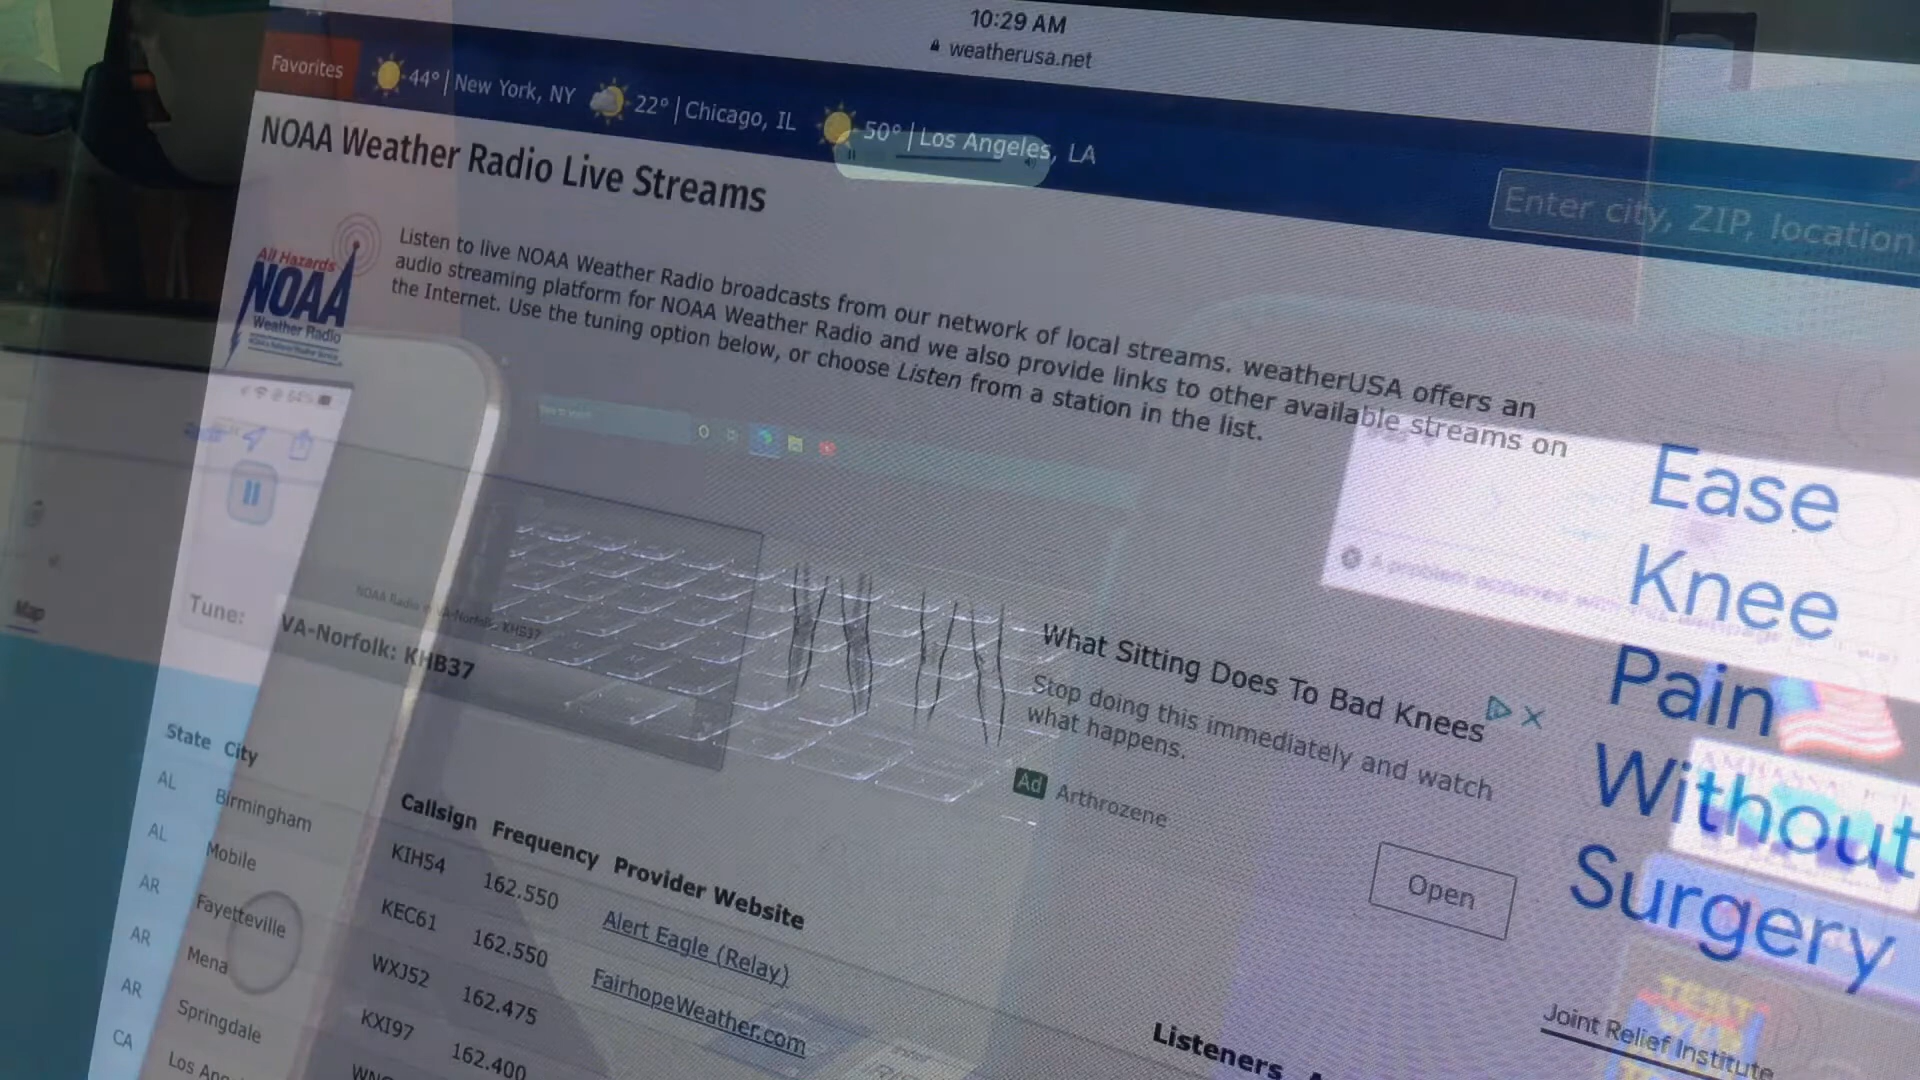 10:29 AM
weatherusa.net
Favorites
44° | New York, NY
22° | Chicago, IL
50° | Los Angeles, LA
NOAA Weather Radio Live Streams
Enter city, ZIP, location
All Hazards
NOAA
Weather Radio
Listen to live NOAA Weather Radio broadcasts from our network of local streams. weatherUSA offers an
audio streaming platform for NOAA Weather Radio and we also provide links to other available streams on
the Internet. Use the tuning option below, or choose Listen from a station in the list.
64%
Ease
Knee
Pain
Without
Surgery
Map
Tune:
VA-Norfolk: KHB37
What Sitting Does To Bad Knees
Stop doing this immediately and watch
what happens.
Ad Arthrozene
Open
State City
Callsign Frequency Provider Website
Listeners
AL Birmingham KIH54 162.550 Alert Eagle (Relay)
AL Mobile KEC61 162.550 FairhopeWeather.com
AR Fayetteville WXJ52 162.475
AR Mena KXI97 162.400
AR Springdale
CA
Joint Relief Institute